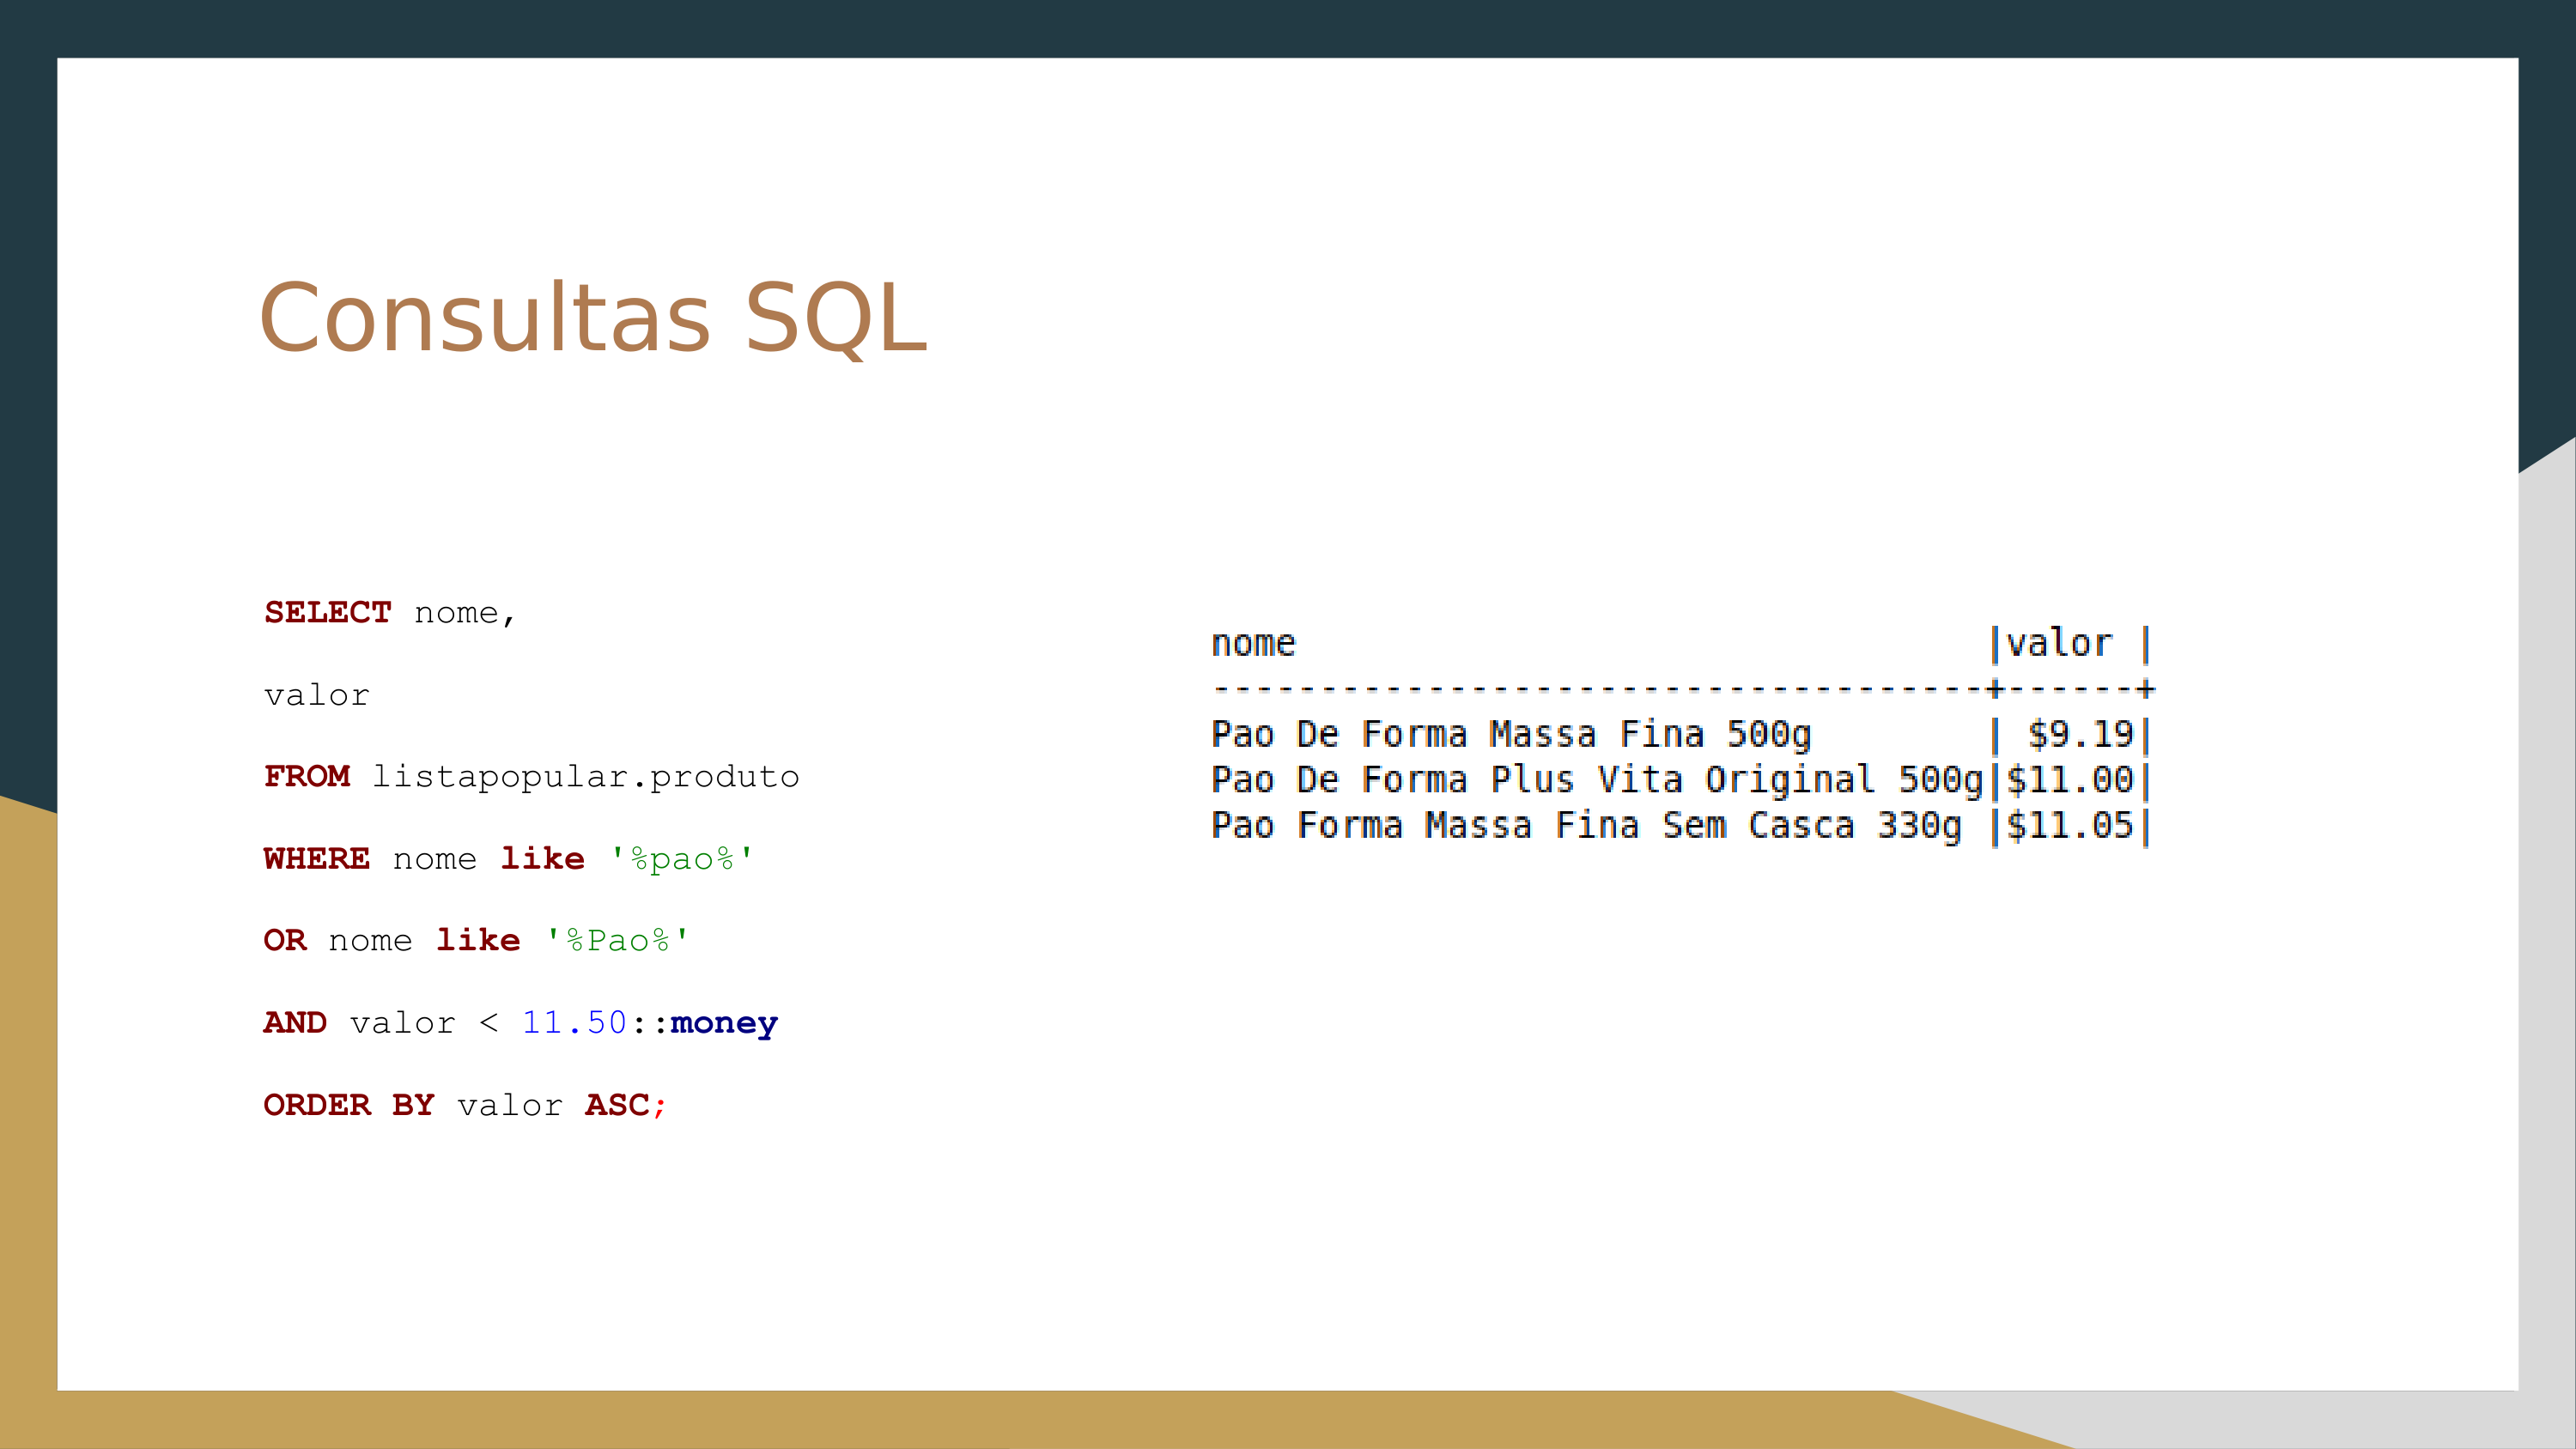 Consultas SQL
SELECT nome,
valor
FROM listapopular.produto
WHERE nome like '%pao%'
OR nome like '%Pao%'
AND valor < 11.50::money
ORDER BY valor ASC;
nome                                |valor |
------------------------------------+------+
Pao De Forma Massa Fina 500g        | $9.19|
Pao De Forma Plus Vita Original 500g|$11.00|
Pao Forma Massa Fina Sem Casca 330g |$11.05|